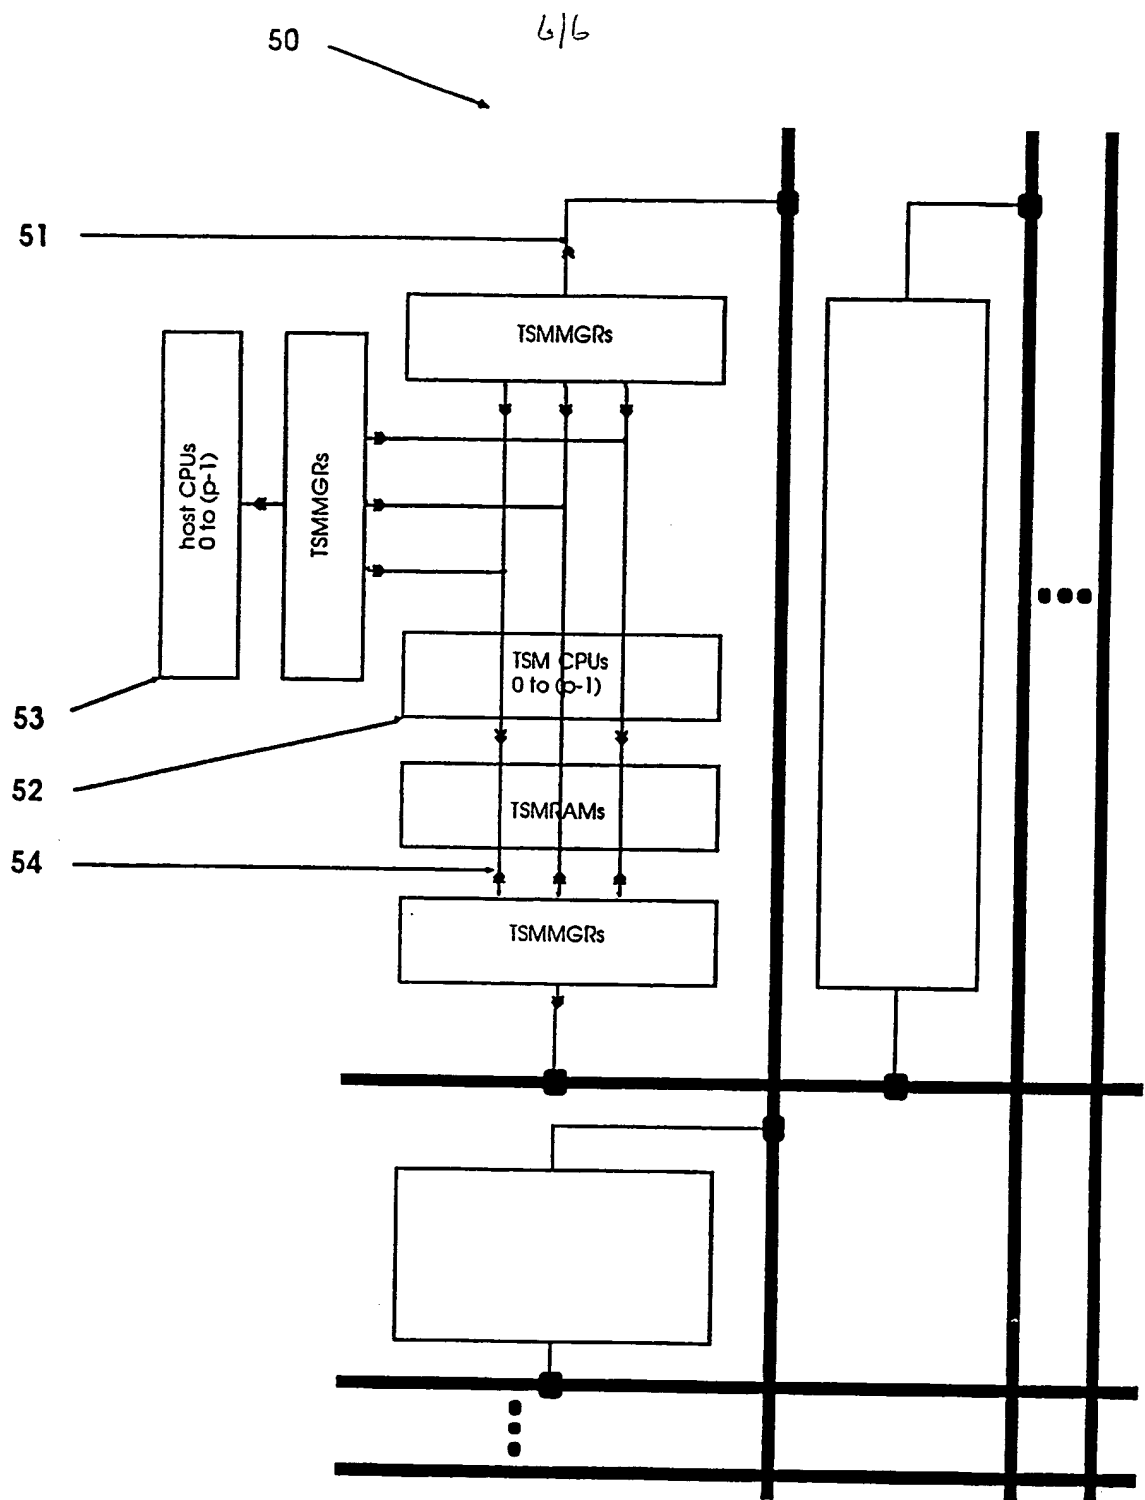 6/6
50
51
TSMMGRs
host CPUs
0 to (p-1)
TSMMGRs
TSM CPUs
0 to (p-1)
53
52
TSMRAMs
54
TSMMGRs